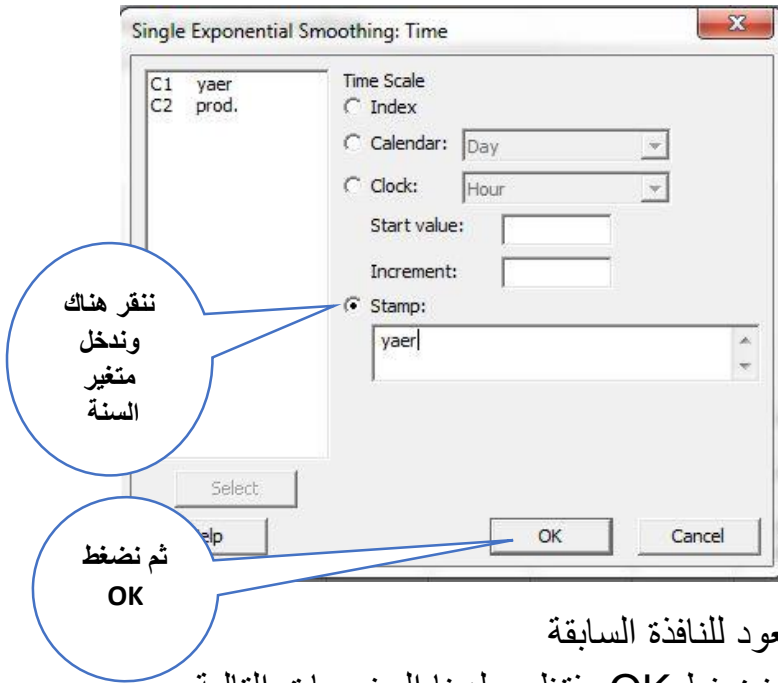 Single Exponential Smoothing: Time
C1 yaer
C2 prod.
Time Scale
Index
Calendar: Day
Clock: Hour
Start value:
Increment:
Stamp:
yaer
ننقر هناك
وندخل
متغير
السنة
Select
elp
OK
Cancel
ثم نضغط
OK
عود للنافذة السابقة
OK